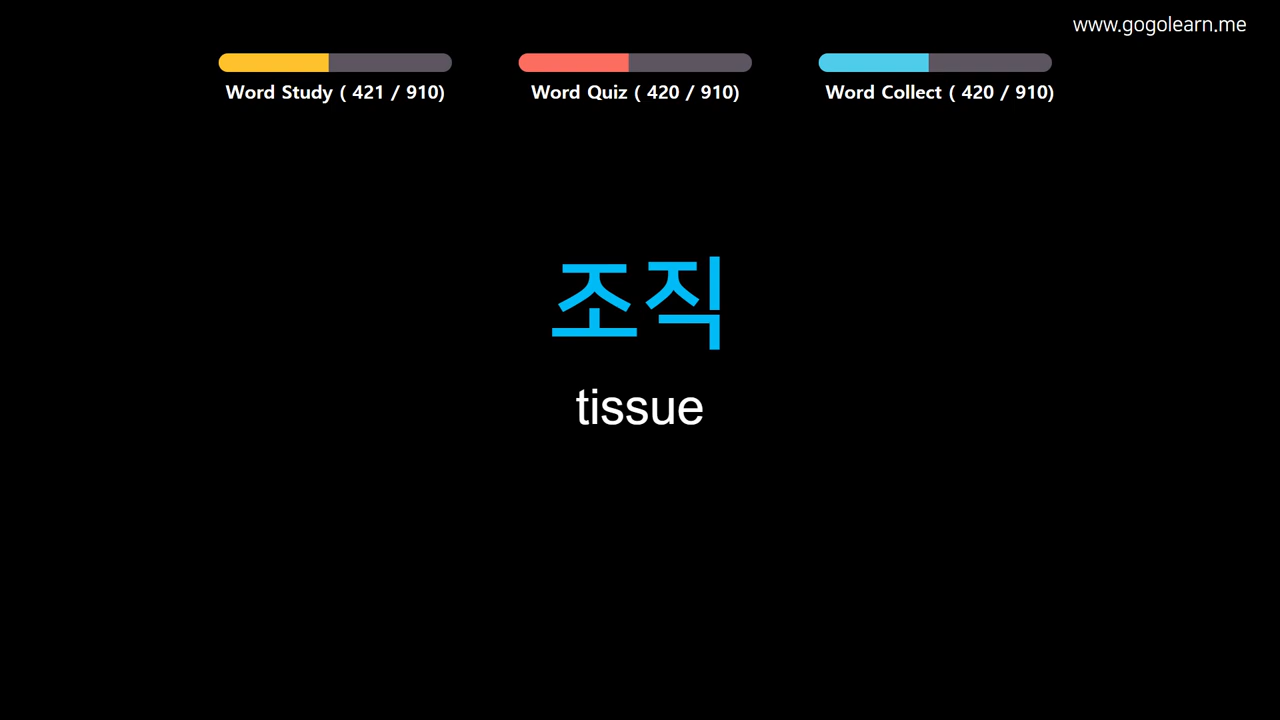 www.gogolearn.me
Word Study ( 421 / 910)
Word Quiz ( 420 / 910)
Word Collect ( 420 / 910)
조직
tissue